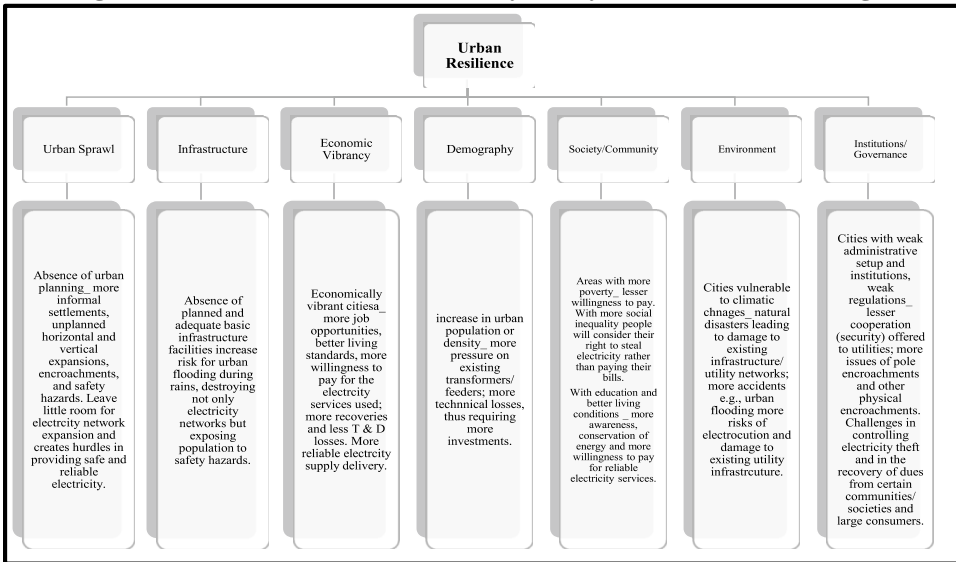 Urban
Resilience
Urban Sprawl
Infrastructure
Economic
Vibrancy
Demography
Society/Community
Environment
Institutions/
Governance
Absence of urban
planning_ more
informal
settlements,
unplanned
horizontal and
vertical
expansions,
encroachments,
and safety
hazards. Leave
little room for
electrcity network
expansion and
creates hurdles in
providing safe and
reliable
electricity.
Absence of
planned and
adequate basic
infrastructure
facilities increase
risk for urban
flooding during
rains, destroying
not only
electricity
networks but
exposing
population to
safety hazards.
Economically
vibrant citiesa_
more job
opportunities,
better living
standards, more
willingness to
pay for the
electrcity
services used;
more recoveries
and less T & D
losses. More
reliable electrcity
supply delivery.
increase in urban
population or
density_ more
pressure on
existing
transformers/
feeders; more
technnical losses,
thus requiring
more
investments.
Areas with more
poverty_ lesser
willingness to pay.
With more social
inequality people
will consider their
right to steal
electricity rather
than paying their
bills.
With education and
better living
conditions _ more
awareness,
conservation of
energy and more
willingness to pay
for reliable
electricity services.
Cities vulnerable
to climatic
chnages_ natural
disasters leading
to damage to
existing
infrastructure/
utility networks;
more accidents
e.g., urban
flooding more
risks of
electrocution and
damage to
existing utility
infrastrcuture.
Cities with weak
administrative
setup and
institutions,
weak
regulations_
lesser
cooperation
(security) offered
to utilities; more
issues of pole
encroachments
and other
physical
encroachments.
Challenges in
controlling
electricity theft
and in the
recovery of dues
from certain
communities/
societies and
large consumers.